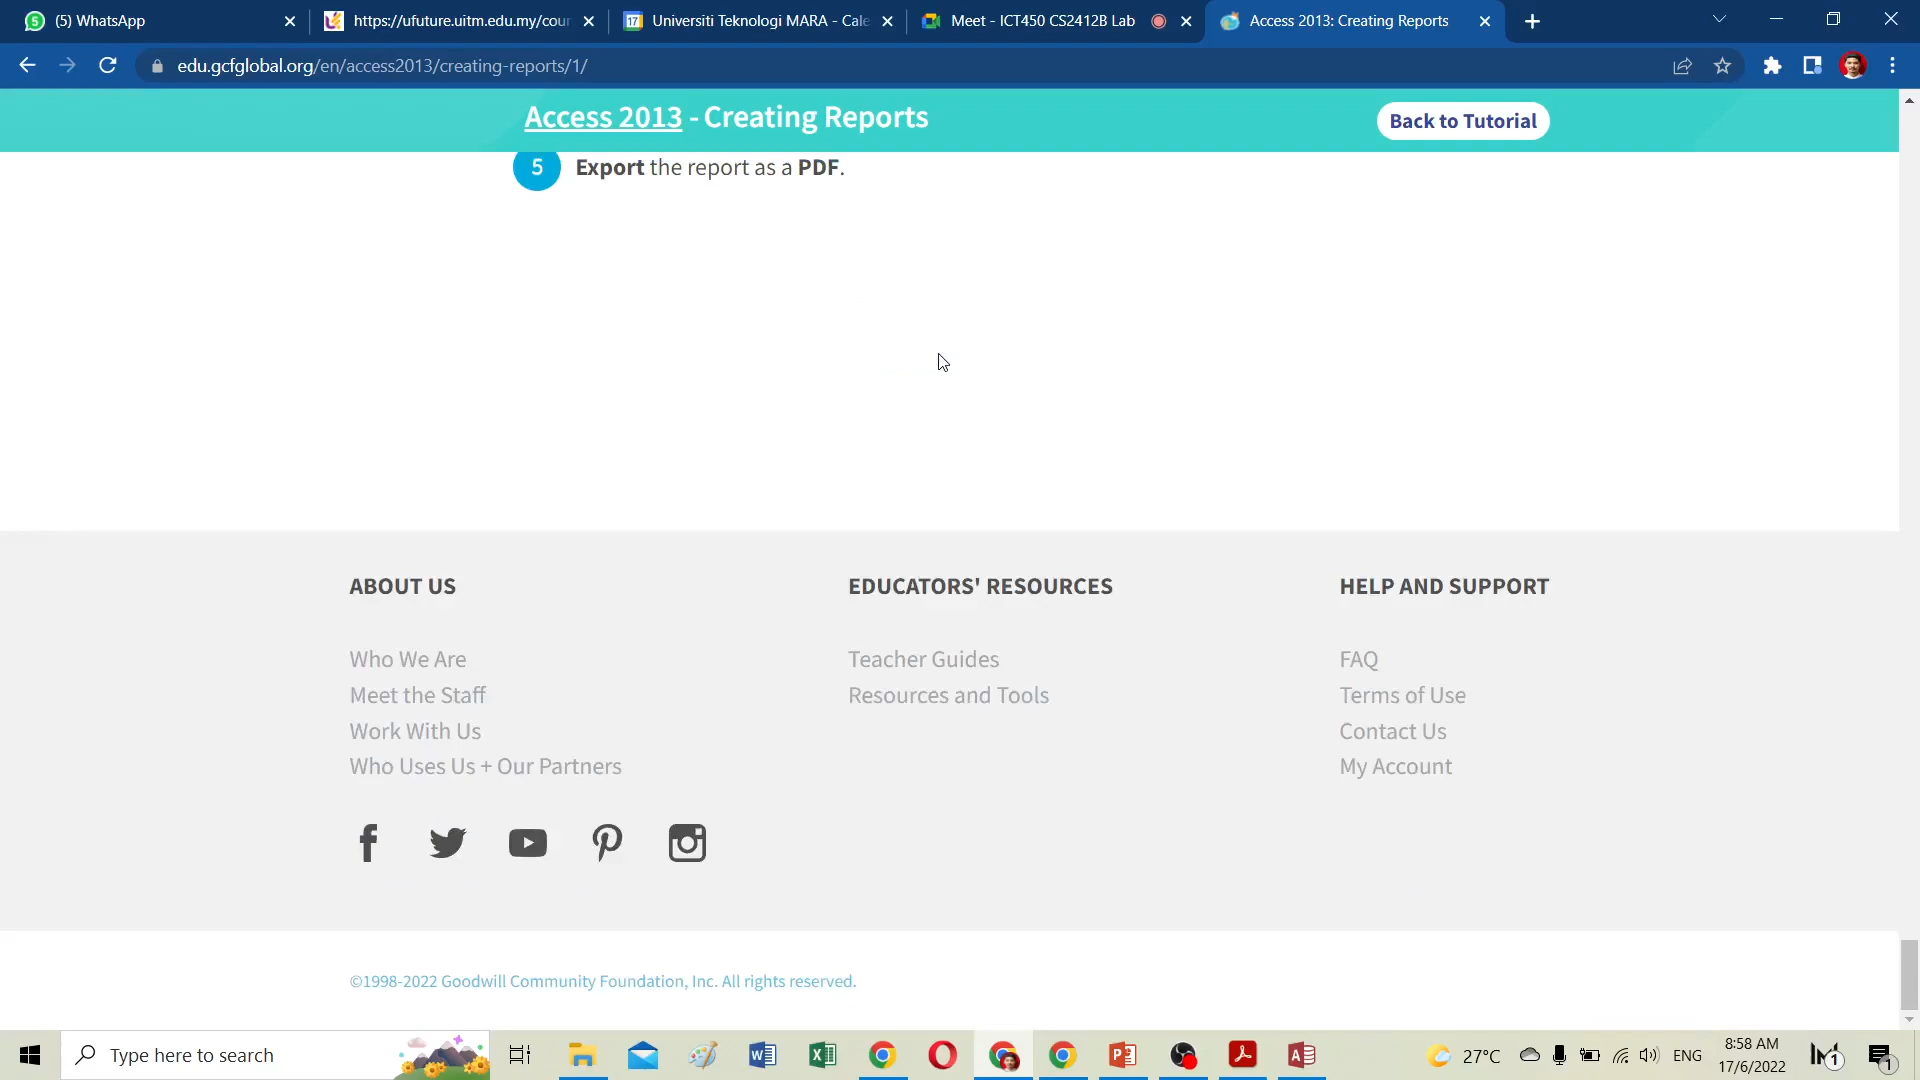 (5) WhatsApp
https://ufuture.uitm.edu.my/cour
17 Universiti Teknologi MARA - Cale
Meet - ICT450 CS2412B Lab
Access 2013: Creating Reports
edu.gcfglobal.org/en/access2013/creating-reports/1/
Access 2013 - Creating Reports
Back to Tutorial
5 Export the report as a PDF.
ABOUT US
Who We Are
Meet the Staff
Work With Us
Who Uses Us + Our Partners
EDUCATORS' RESOURCES
Teacher Guides
Resources and Tools
HELP AND SUPPORT
FAQ
Terms of Use
Contact Us
My Account
©1998-2022 Goodwill Community Foundation, Inc. All rights reserved.
Type here to search
27°C
ENG
8:58 AM
17/6/2022
1
1